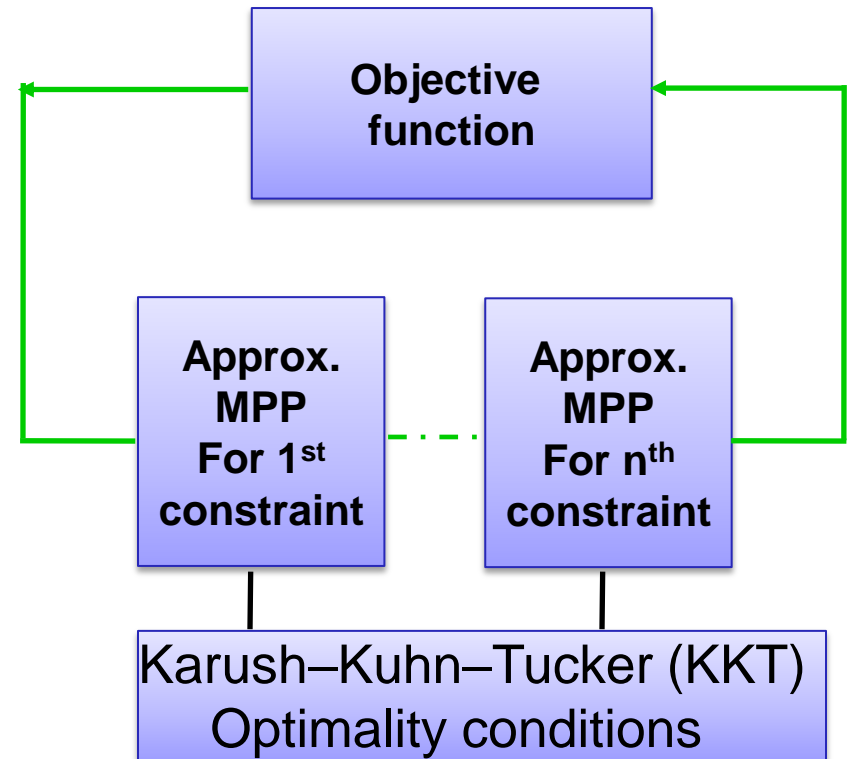 Objective
function
Approx.
MPP
For 1st
constraint
Approx.
MPP
For nth
constraint
Karush–Kuhn–Tucker (KKT)
Optimality conditions